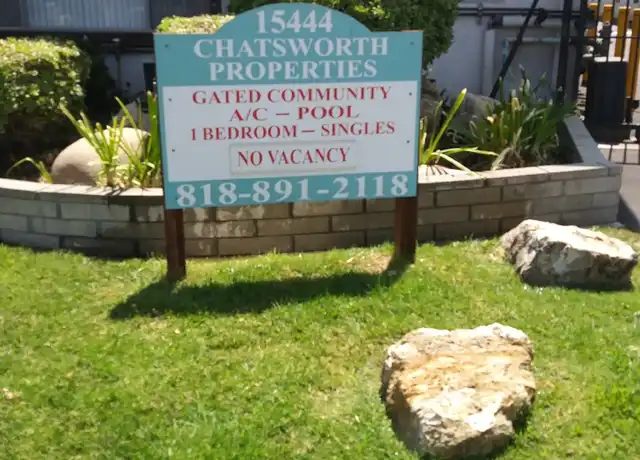 15444
CHATSWORTH
PROPERTIES
GATED COMMUNITY
A/C – POOL
1 BEDROOM – SINGLES
NO VACANCY
818-891-2118